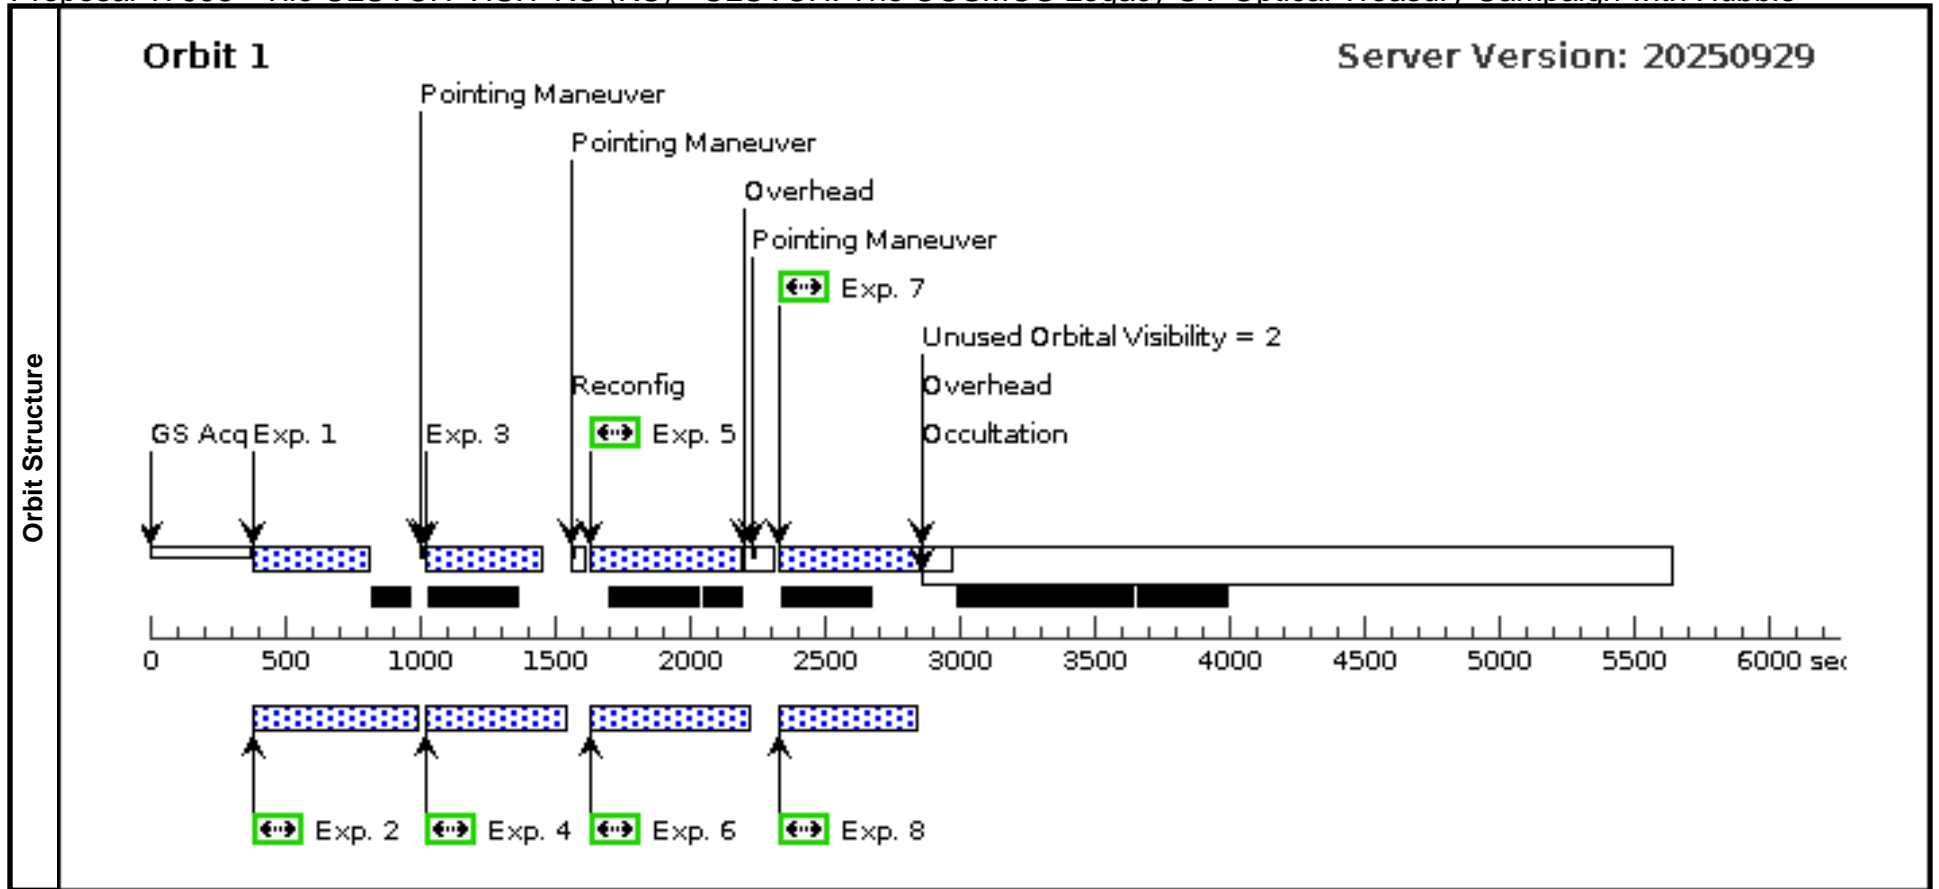 Orbit 1
Server Version: 20250929
Pointing Maneuver
Pointing Maneuver
Overhead
Pointing Maneuver
Exp. 7
Unused Orbital Visibility = 2
Reconfig
Overhead
GS Acq Exp. 1
Exp. 3
Exp. 5
Occultation
Orbit Structure
0 500 1000 1500 2000 2500 3000 3500 4000 4500 5000 5500 6000 sec
Exp. 2
Exp. 4
Exp. 6
Exp. 8